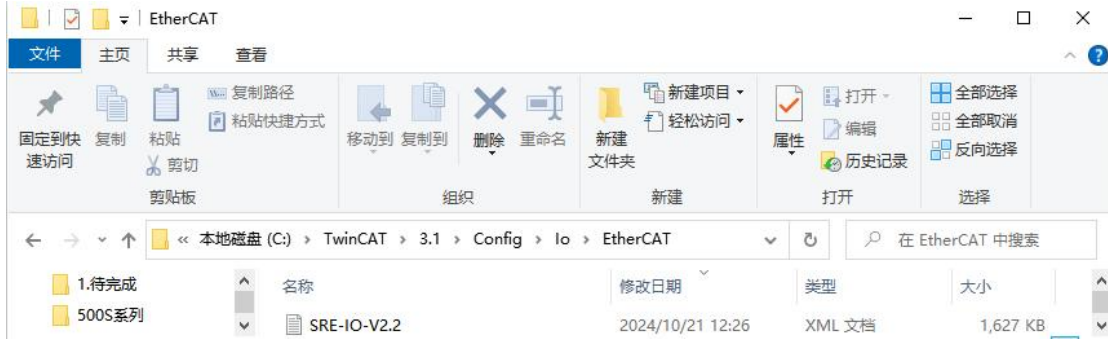 EtherCAT
文件 主页 共享 查看
固定到快速访问
复制
粘贴
复制路径
粘贴快捷方式
剪切
移动到 复制到 删除 重命名
新建文件夹
新建项目
轻松访问
属性
打开
编辑
历史记录
全部选择
全部取消
反向选择
剪贴板 组织 新建 打开 选择
« 本地磁盘 (C:) > TwinCAT > 3.1 > Config > Io > EtherCAT 在 EtherCAT 中搜索
1.待完成 名称 修改日期 类型 大小
500S系列 SRE-IO-V2.2 2024/10/21 12:26 XML 文档 1,627 KB